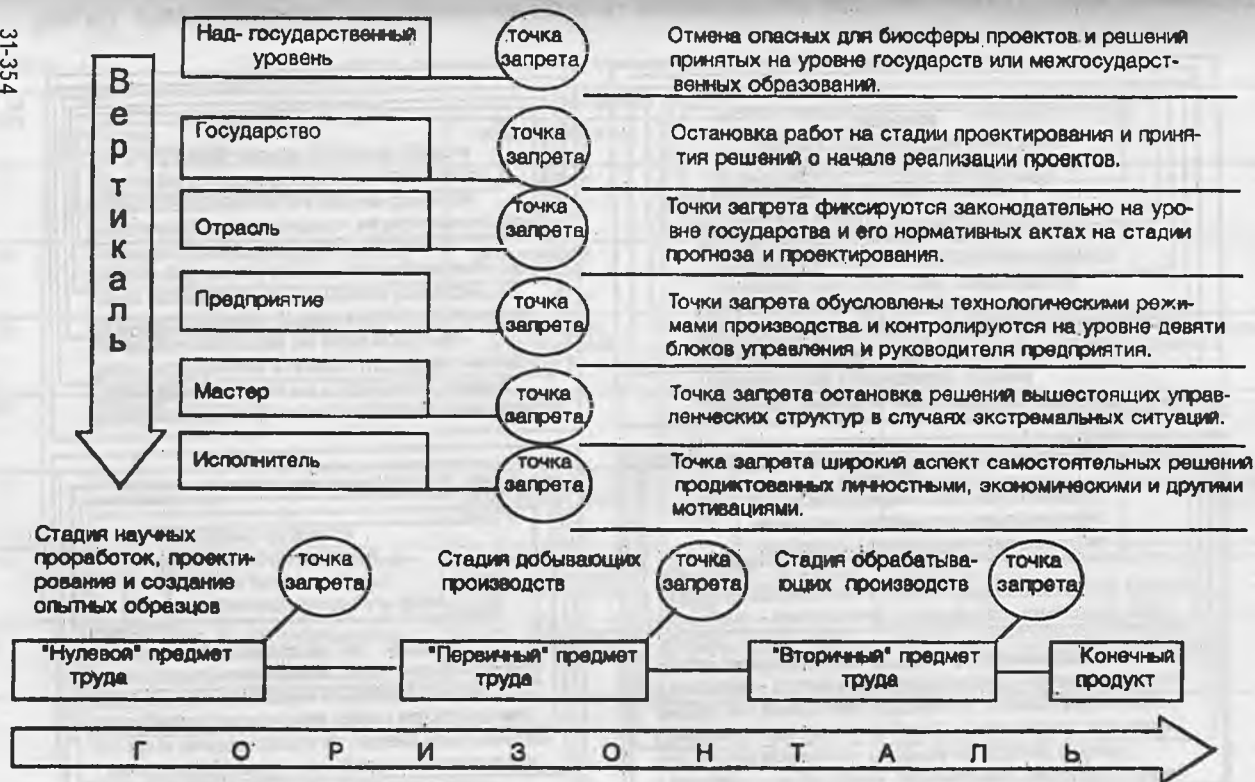 31-354
Вертикаль
Над- государственный
уровень
точка
запрета
Отмена опасных для биосферы проектов и решений
принятых на уровне государств или межгосударст-
венных образований.
Государство
точка
запрета
Остановка работ на стадии проектирования и приня-
тия решений о начале реализации проектов.
Отрасль
точка
запрета
Точки запрета фиксируются законодательно на уро-
вне государства и его нормативных актах на стадии
прогноза и проектирования.
Предприятие
точка
запрета
Точки запрета обусловлены технологическими режи-
мами производства и контролируются на уровне девяти
блоков управления и руководителя предприятия.
Мастер
точка
запрета
Точка запрета остановка решений вышестоящих управ-
ленческих структур в случаях экстремальных ситуаций.
Исполнитель
точка
запрета
Точка запрета широкий аспект самостоятельных решений
продиктованных личностными, экономическими и другими
мотивациями.
Стадия научных
проработок, проекти-
рование и создание
опытных образцов
точка
запрета
Стадия добывающих
производств
точка
запрета
Стадия обрабатыва-
ющих производств
точка
запрета
"Нулевой" предмет
труда
"Первичный" предмет
труда
"Вторичный" предмет
труда
Конечный
продукт
ГОРИЗОНТАЛЬ